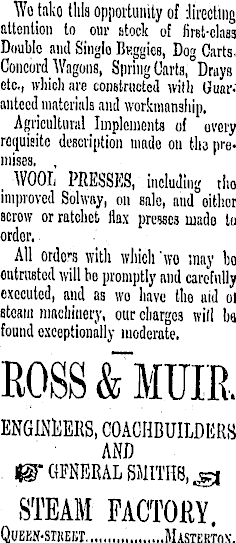 We take this opportunity of directing
attention to our stock of first-class
Double and Single Buggies, Dog Carts,
Concord Wagons, Spring Carts, Drays
etc., which are constructed with Guar-
anteed materials and workmanship.
Agricultural Implements of every
requisite description made on the pre-
mises.
WOOL PRESSES, including the
improved Solway, on sale, and either
screw or ratchet flax presses made to
order.
All orders with which we may be
entrusted will be promptly and carefully
executed, and as we have the aid of
steam machinery, our charges will be
found exceptionally moderate.
ROSS & MUIR.
ENGINEERS, COACHBUILDERS
AND
GENERAL SMITHS,
STEAM FACTORY.
QUEEN-STREET...............MASTERTON.